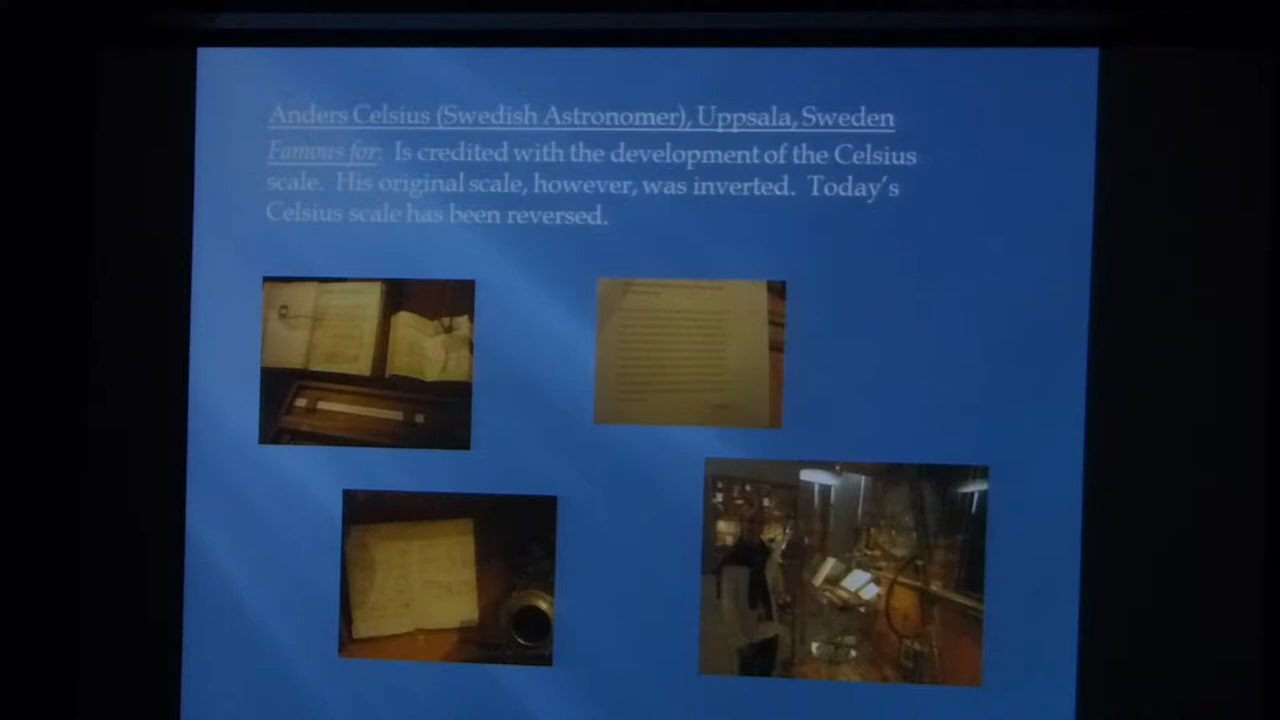 Anders Celsius (Swedish Astronomer), Uppsala, Sweden
Famous for: Is credited with the development of the Celsius
scale. His original scale, however, was inverted. Today's
Celsius scale has been reversed.